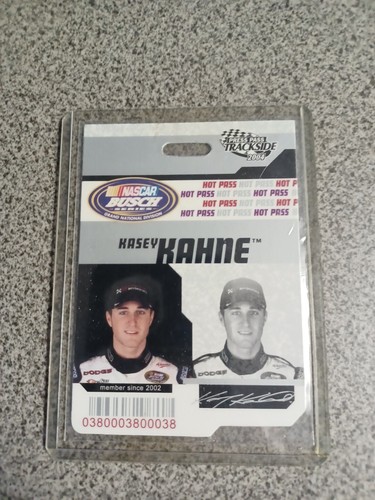 PRESS PASS
TRACKSIDE
2004
HOT PASS HOT PASS HOT PASS
HOT PASS HOT PASS HOT PASS
HOT PASS HOT PASS HOT PASS
HOT PASS HOT PASS HOT PASS
NASCAR
BUSCH
SERIES
GRAND NATIONAL DIVISION
KASEY
KAHNE™
DODGE
DODGE
member since 2002
0380003800038